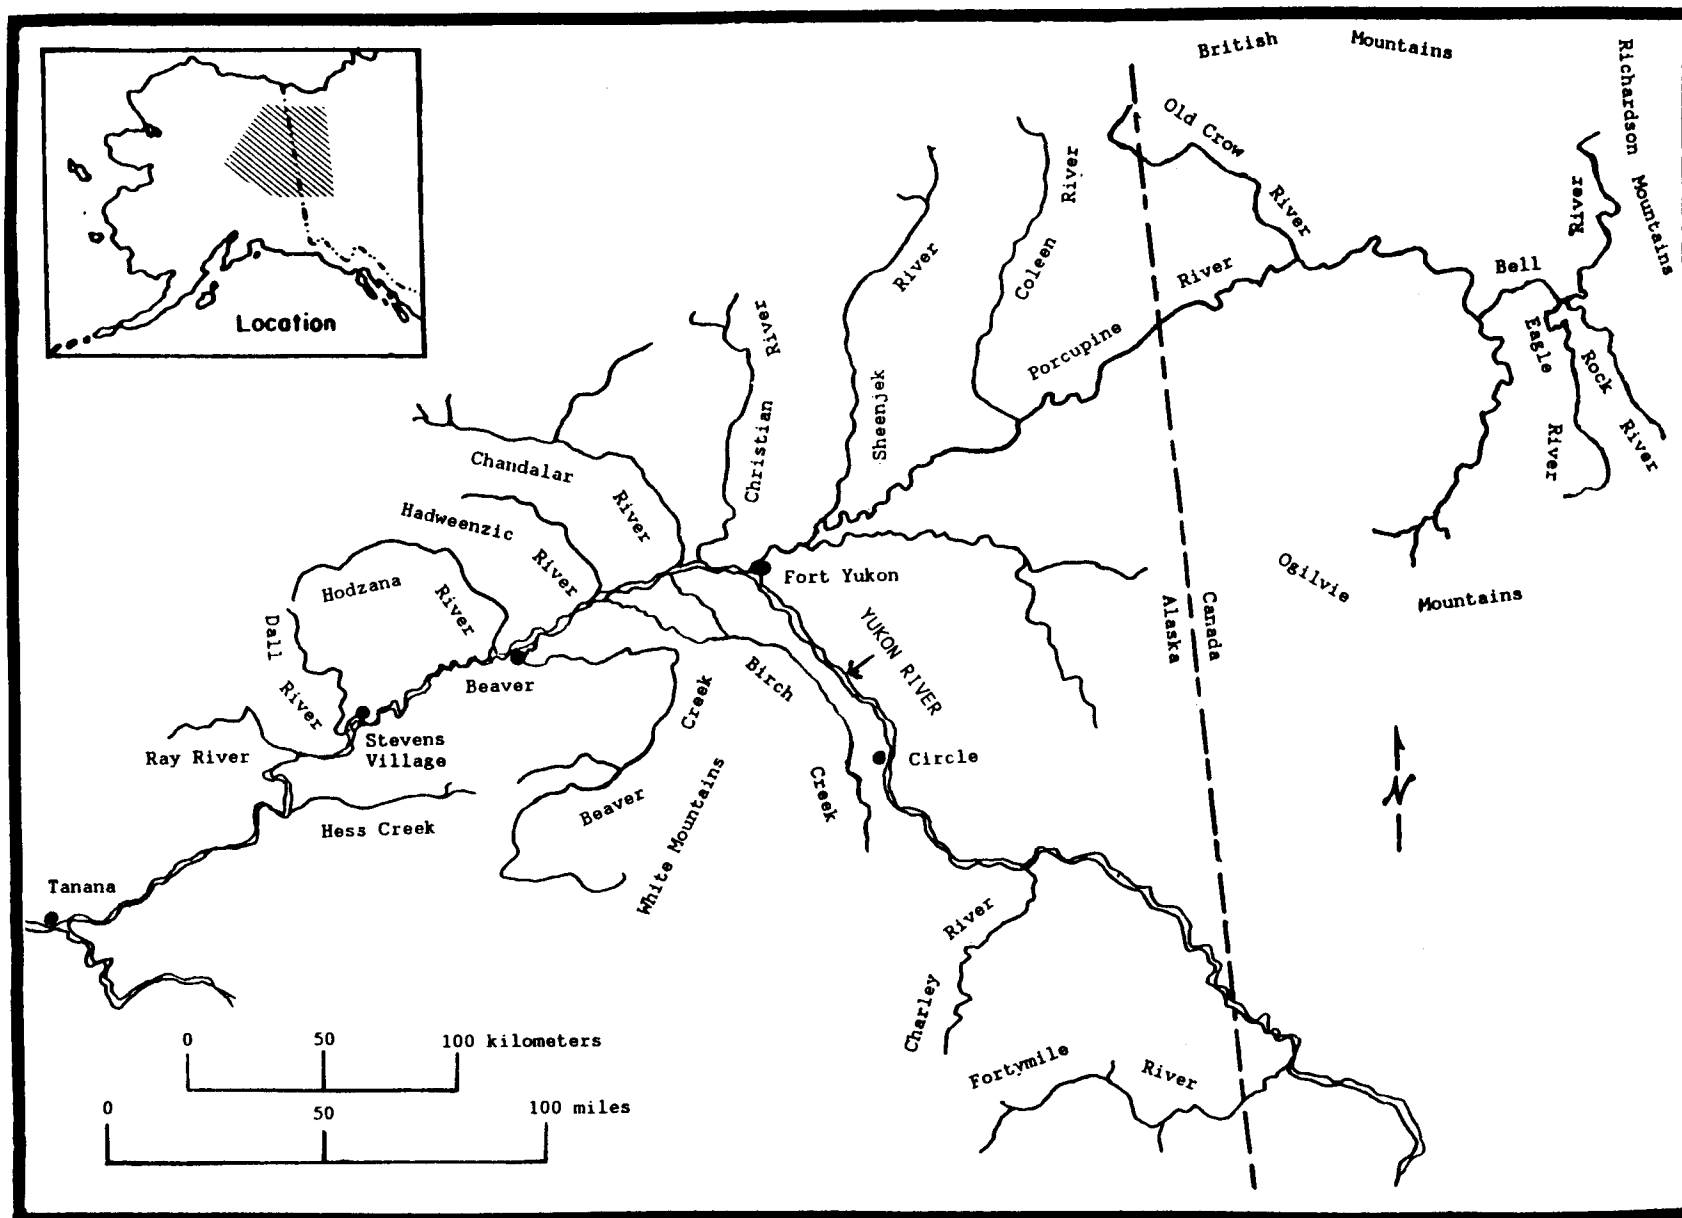 British Mountains
Richardson Mountains
Old Crow River
River
Coleen River
Sheenjek River
Christian River
Porcupine River
Bell
Eagle River
Rock River
Location
Chandalar River
Hadweenzic River
Hodzana River
Dall River
Fort Yukon
YUKON RIVER
Alaska
Canada
Ogilvie Mountains
Beaver
Birch Creek
Beaver Creek
White Mountains
Stevens
Village
Ray River
Hess Creek
Circle
N
Tanana
Charley River
Fortymile River
0 50 100 kilometers
0 50 100 miles